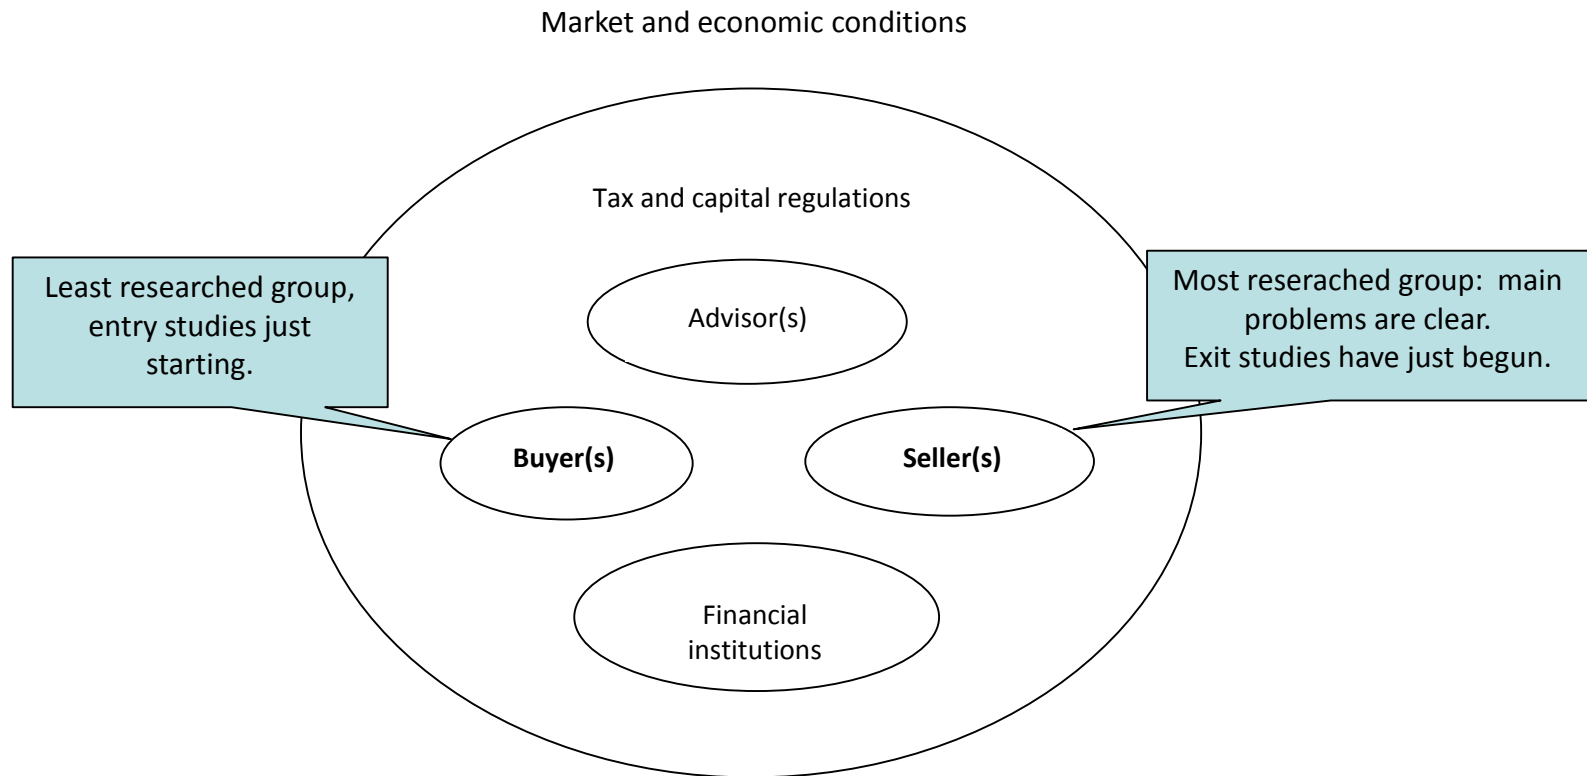 Market and economic conditions
Tax and capital regulations
Least researched group,
entry studies just
starting.
Most reserached group:  main
problems are clear.
Exit studies have just begun.
Advisor(s)
Buyer(s)
Seller(s)
Financial
institutions